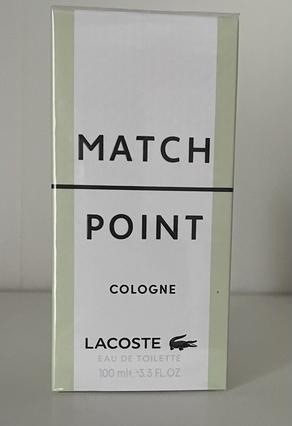 MATCH
POINT
COLOGNE
LACOSTE
EAU DE TOILETTE
100 ml℮3.3 FL.OZ.